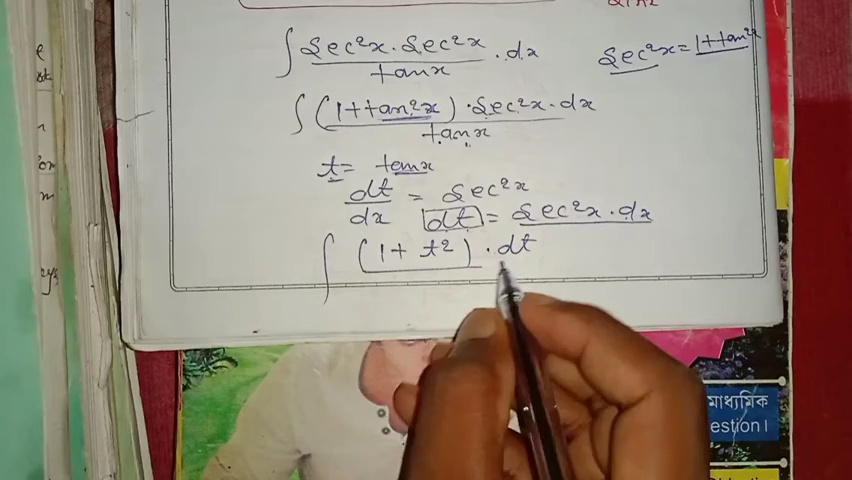 ∫ Sec²x · Sec²x / tanx · dx
Sec²x = 1 + tan²x
∫ (1 + tan²x) · Sec²x · dx / tanx
t = tanx
dt/dx = Sec²x
dt = Sec²x · dx
∫ (1 + t²) · dt
মাধ্যমিক
estion।